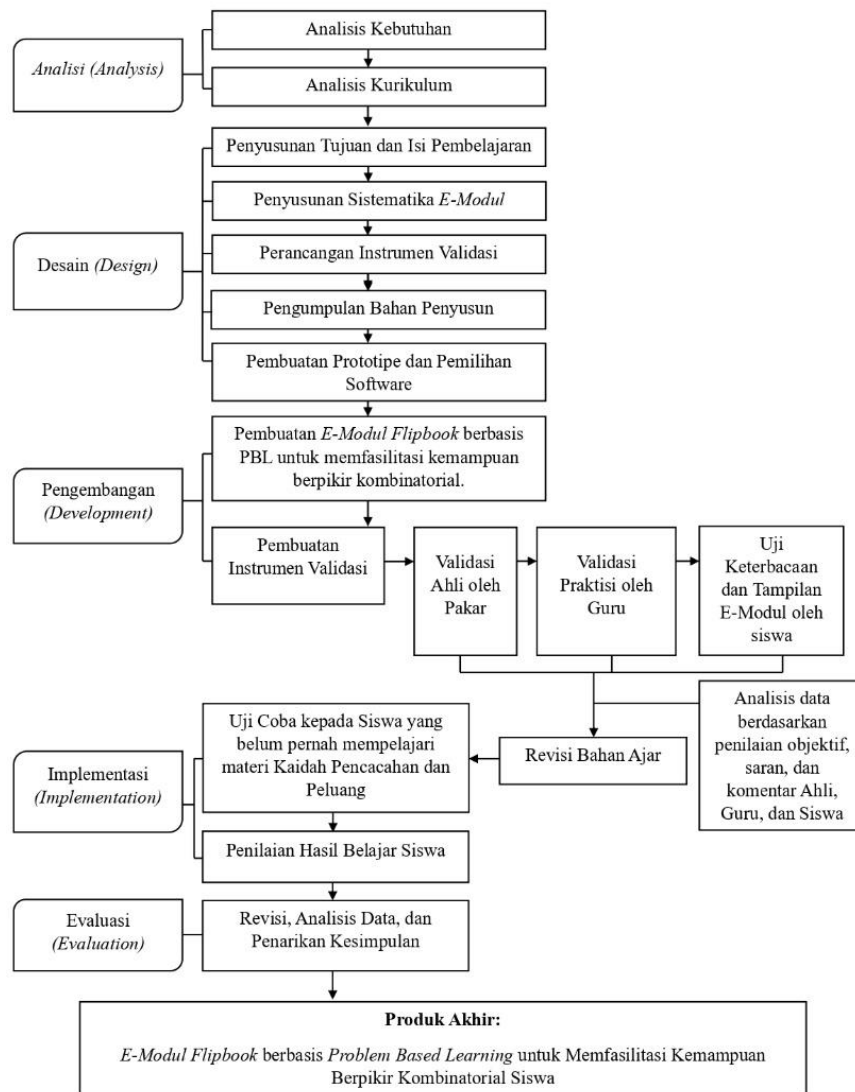 Analisis Kebutuhan
Analisi (Analysis)
Analisis Kurikulum
Penyusunan Tujuan dan Isi Pembelajaran
Penyusunan Sistematika E-Modul
Desain (Design)
Perancangan Instrumen Validasi
Pengumpulan Bahan Penyusun
Pembuatan Prototipe dan Pemilihan
Software
Pembuatan E-Modul Flipbook berbasis
PBL untuk memfasilitasi kemampuan
berpikir kombinatorial.
Pengembangan
(Development)
Pembuatan
Instrumen Validasi
Validasi
Ahli oleh
Pakar
Validasi
Praktisi oleh
Guru
Uji
Keterbacaan
dan Tampilan
E-Modul oleh
siswa
Analisis data
berdasarkan
penilaian objektif,
saran, dan
komentar Ahli,
Guru, dan Siswa
Revisi Bahan Ajar
Uji Coba kepada Siswa yang
belum pernah mempelajari
materi Kaidah Pencacahan dan
Peluang
Implementasi
(Implementation)
Penilaian Hasil Belajar Siswa
Evaluasi
(Evaluation)
Revisi, Analisis Data, dan
Penarikan Kesimpulan
Produk Akhir:
E-Modul Flipbook berbasis Problem Based Learning untuk Memfasilitasi Kemampuan
Berpikir Kombinatorial Siswa